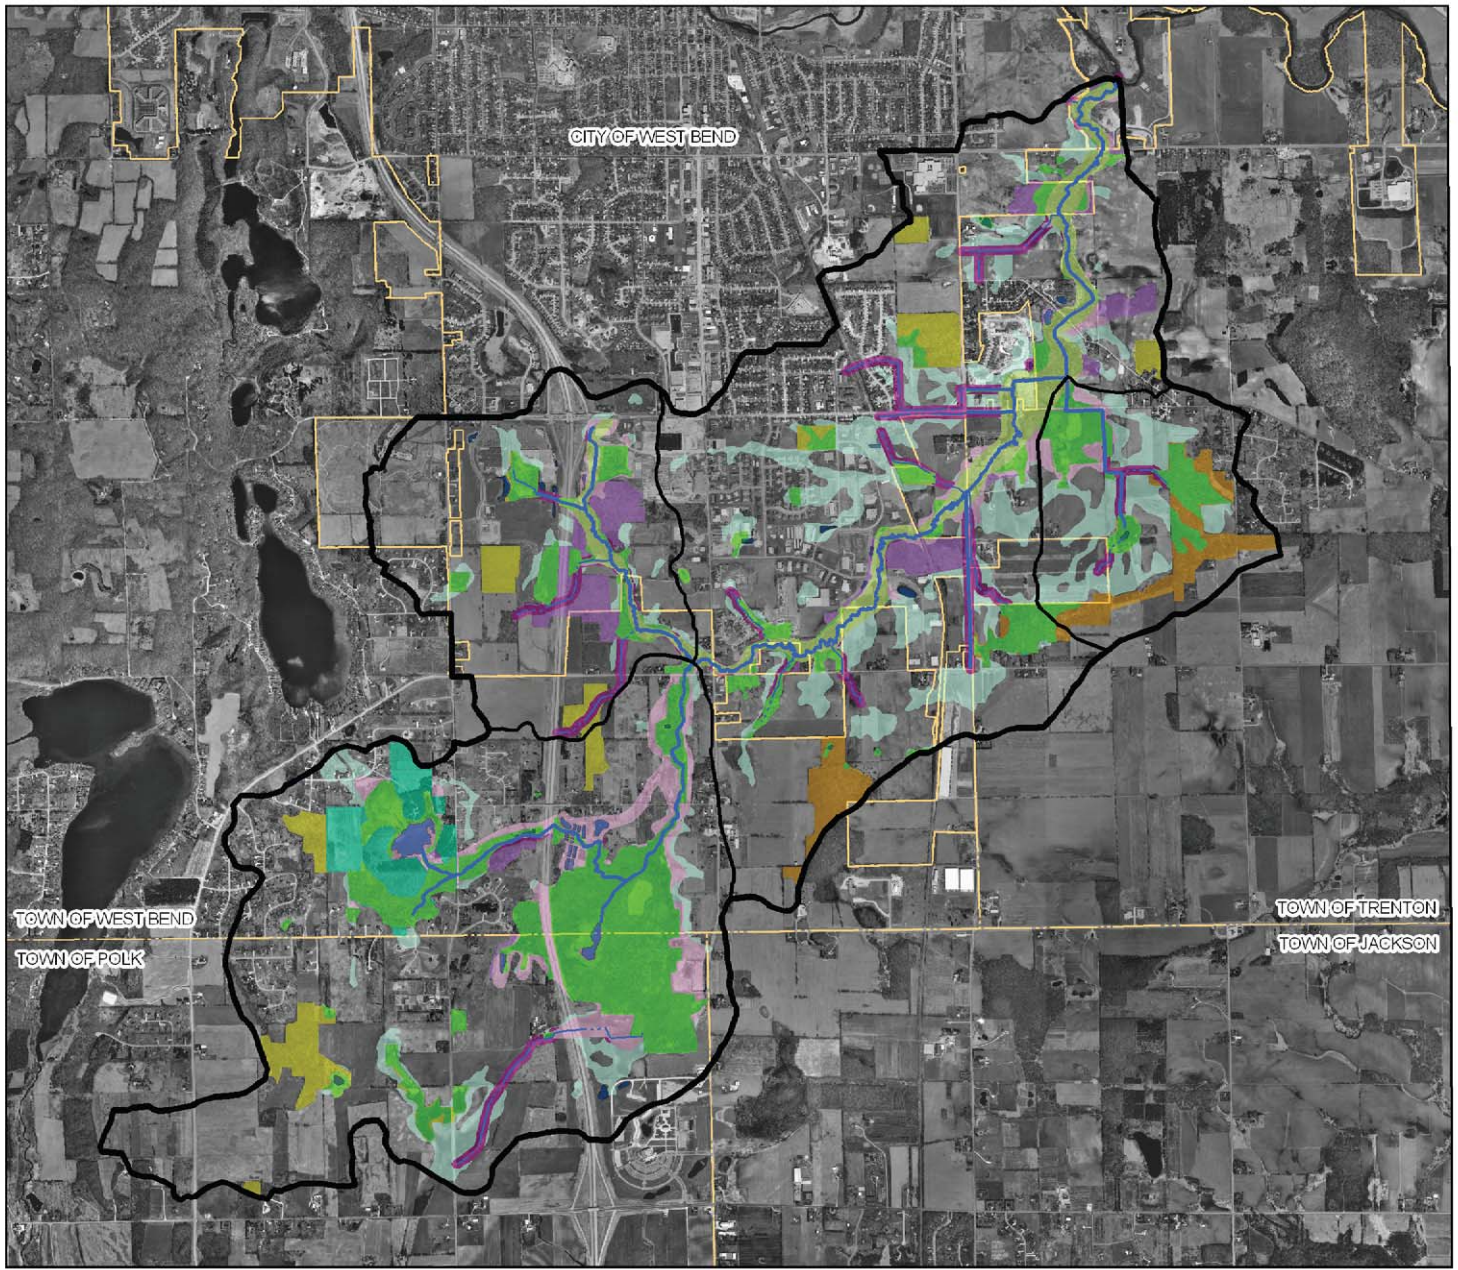 CITY OF WEST BEND
TOWN OF WEST BEND
TOWN OF TRENTON
TOWN OF POLK
TOWN OF JACKSON